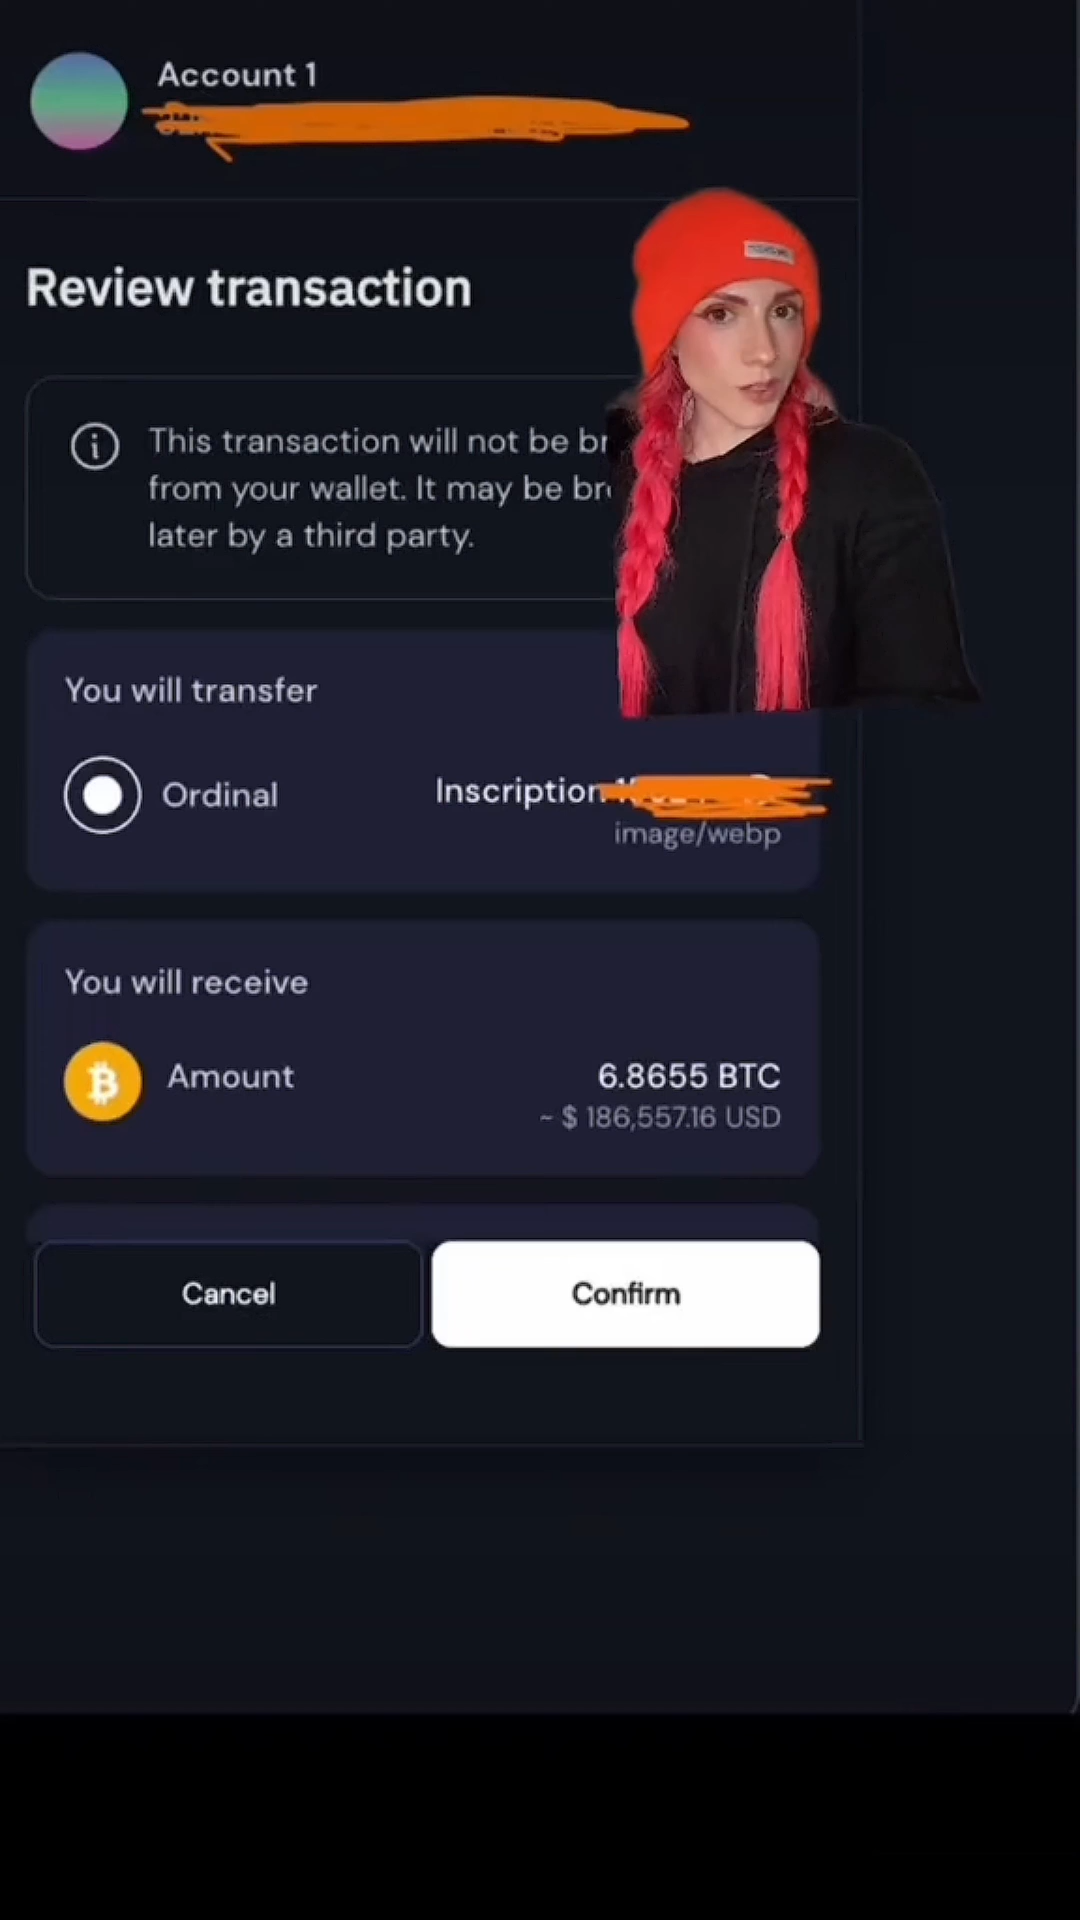 Account 1
Review transaction
This transaction will not be
from your wallet. It may be
later by a third party.
You will transfer
Ordinal
Inscription
image/webp
You will receive
Amount
6.8655 BTC
~ $ 186,557.16 USD
Cancel
Confirm